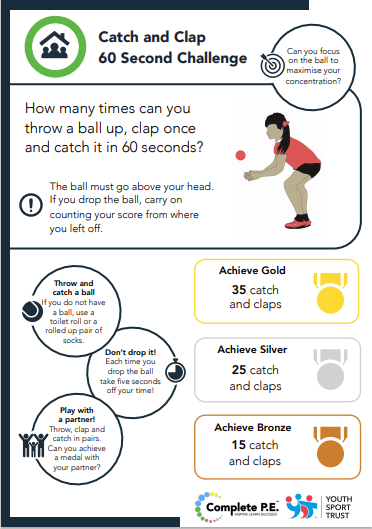 Catch and Clap
60 Second Challenge
Can you focus
on the ball to
maximise your
concentration?
How many times can you
throw a ball up, clap once
and catch it in 60 seconds?
The ball must go above your head.
If you drop the ball, carry on
counting your score from where
you left off.
Throw and
catch a ball
If you do not have
a ball, use a
toilet roll or a
rolled up pair of
socks.
Don't drop it!
Each time you
drop the ball
take five seconds
off your time!
Play with
a partner!
Throw, clap and
catch in pairs.
Can you achieve
a medal with
your partner?
Achieve Gold
35 catch
and claps
Achieve Silver
25 catch
and claps
Achieve Bronze
15 catch
and claps
Complete P.E.
INSPIRE LEARN SUCCEED
YOUTH
SPORT
TRUST